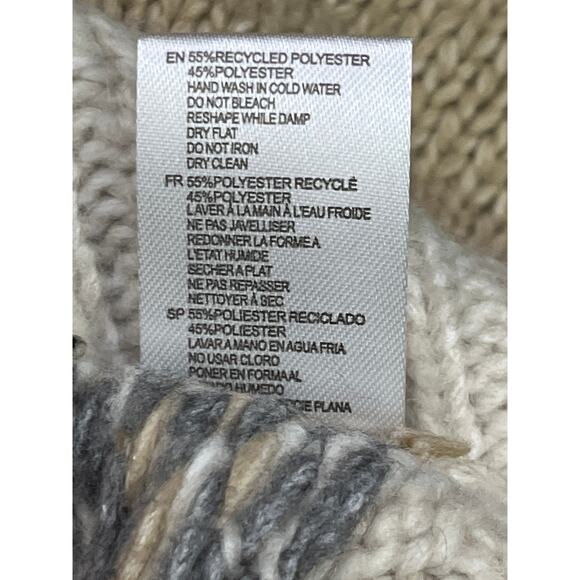 EN 55%RECYCLED POLYESTER
45%POLYESTER
HAND WASH IN COLD WATER
DO NOT BLEACH
RESHAPE WHILE DAMP
DRY FLAT
DO NOT IRON
DRY CLEAN
FR 55%POLYESTER RECYCLÉ
45%POLYESTER
LAVER À LA MAIN À L'EAU FROIDE
NE PAS JAVELLISER
REDONNER LA FORME A
L'ETAT HUMIDE
SECHER A PLAT
NE PAS REPASSER
NETTOYER À SEC
SP 55%POLIESTER RECICLADO
45%POLIESTER
LAVAR A MANO EN AGUA FRIA
NO USAR CLORO
PONER EN FORMA AL
HUMEDO
PLANA